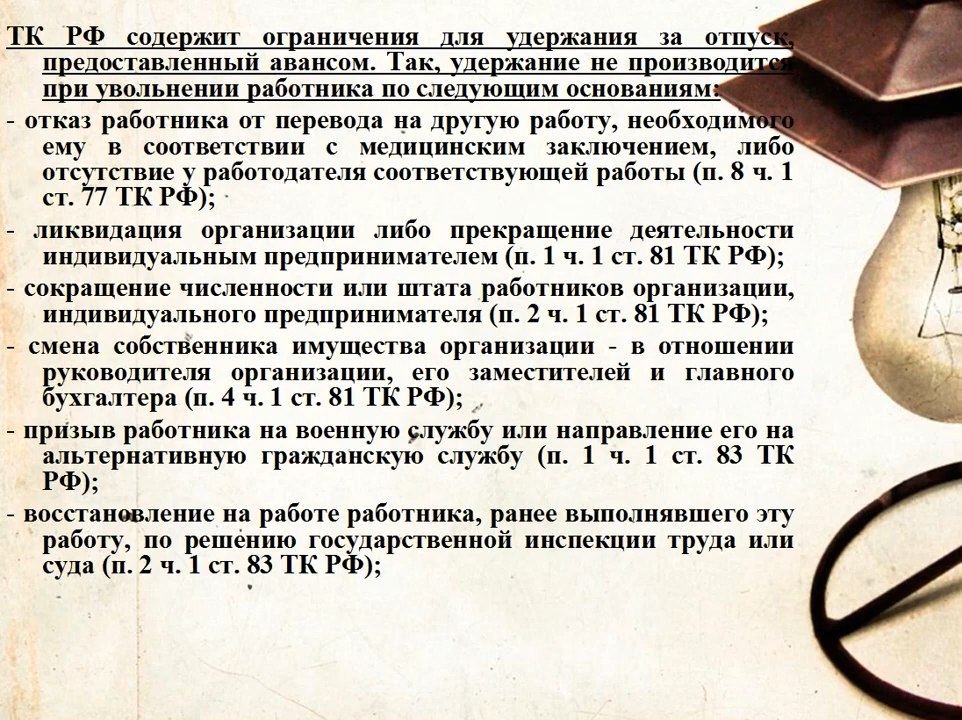 ТК РФ содержит ограничения для удержания за отпуск,
предоставленный авансом. Так, удержание не производится
при увольнении работника по следующим основаниям:
- отказ работника от перевода на другую работу, необходимого
ему в соответствии с медицинским заключением, либо
отсутствие у работодателя соответствующей работы (п. 8 ч. 1
ст. 77 ТК РФ);
- ликвидация организации либо прекращение деятельности
индивидуальным предпринимателем (п. 1 ч. 1 ст. 81 ТК РФ);
- сокращение численности или штата работников организации,
индивидуального предпринимателя (п. 2 ч. 1 ст. 81 ТК РФ);
- смена собственника имущества организации - в отношении
руководителя организации, его заместителей и главного
бухгалтера (п. 4 ч. 1 ст. 81 ТК РФ);
- призыв работника на военную службу или направление его на
альтернативную гражданскую службу (п. 1 ч. 1 ст. 83 ТК
РФ);
- восстановление на работе работника, ранее выполнявшего эту
работу, по решению государственной инспекции труда или
суда (п. 2 ч. 1 ст. 83 ТК РФ);